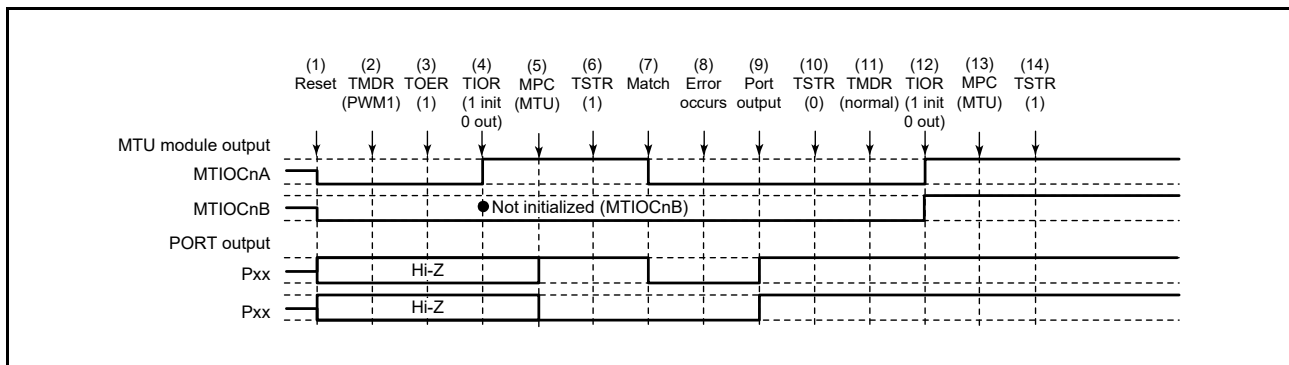 (1) (2) (3) (4) (5) (6) (7) (8) (9) (10) (11) (12) (13) (14)
Reset TMDR TOER TIOR MPC TSTR Match Error Port TSTR TMDR TIOR MPC TSTR
(PWM1) (1) (1 init (MTU) (1) occurs output (0) (normal) (1 init (MTU) (1)
0 out) 0 out)
MTU module output
MTIOCnA
MTIOCnB
Not initialized (MTIOCnB)
PORT output
Pxx
Hi-Z
Pxx
Hi-Z